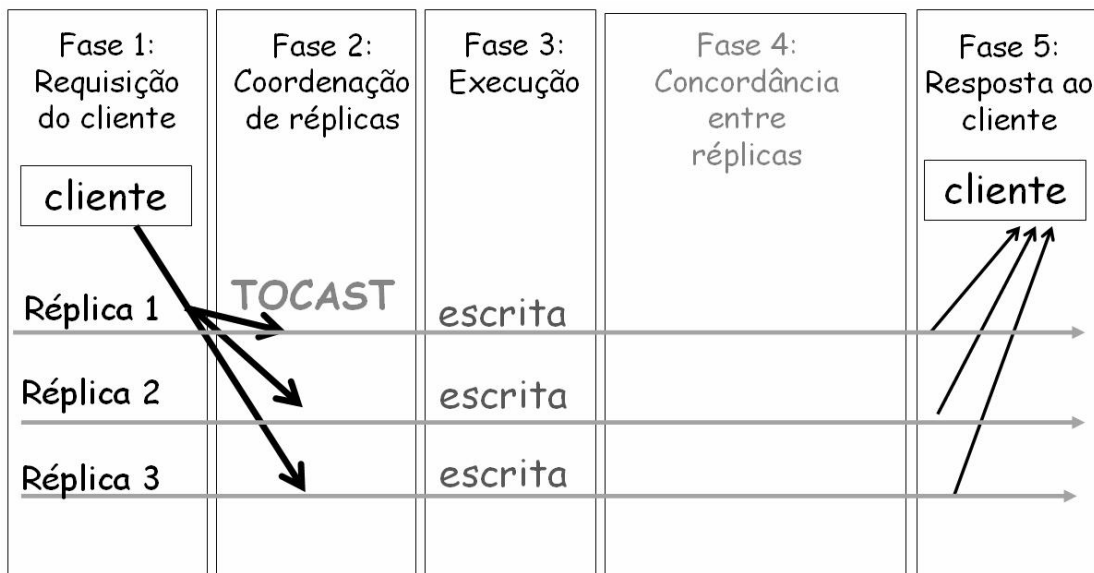 Fase 1:
Requisição
do cliente
Fase 2:
Coordenação
de réplicas
Fase 3:
Execução
Fase 4:
Concordância
entre
réplicas
Fase 5:
Resposta ao
cliente
cliente
cliente
TOCAST
Réplica 1
escrita
Réplica 2
escrita
Réplica 3
escrita